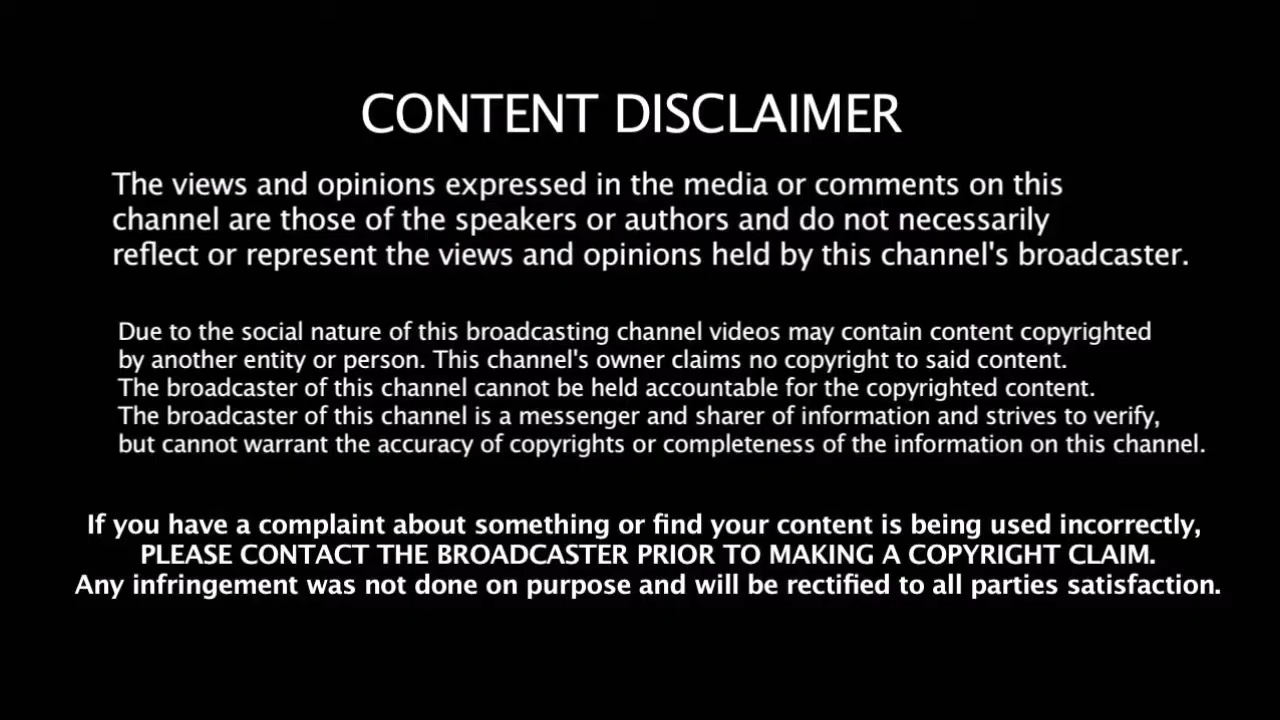 CONTENT DISCLAIMER
The views and opinions expressed in the media or comments on this
channel are those of the speakers or authors and do not necessarily
reflect or represent the views and opinions held by this channel's broadcaster.
Due to the social nature of this broadcasting channel videos may contain content copyrighted
by another entity or person. This channel's owner claims no copyright to said content.
The broadcaster of this channel cannot be held accountable for the copyrighted content.
The broadcaster of this channel is a messenger and sharer of information and strives to verify,
but cannot warrant the accuracy of copyrights or completeness of the information on this channel.
If you have a complaint about something or find your content is being used incorrectly,
PLEASE CONTACT THE BROADCASTER PRIOR TO MAKING A COPYRIGHT CLAIM.
Any infringement was not done on purpose and will be rectified to all parties satisfaction.